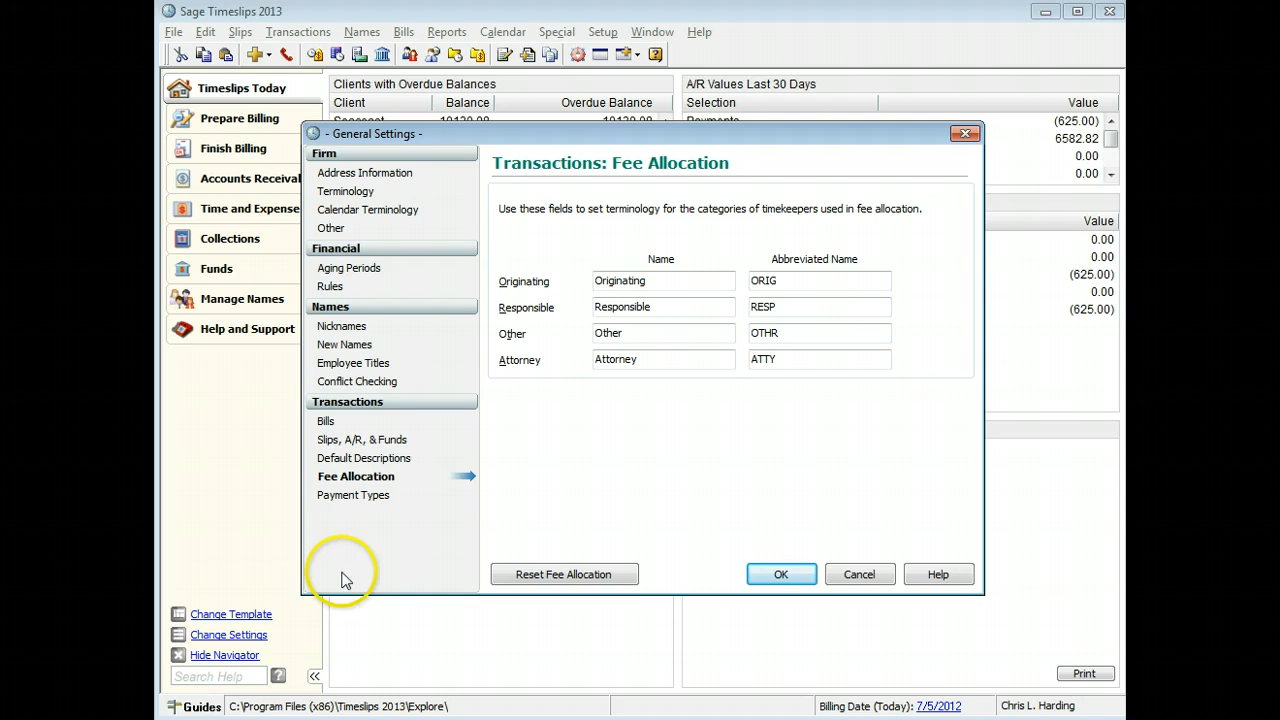 Sage Timeslips 2013
File Edit Slips Transactions Names Bills Reports Calendar Special Setup Window Help
Timeslips Today
Prepare Billing
Finish Billing
Accounts Receival
Time and Expense
Collections
Funds
Manage Names
Help and Support
Change Template
Change Settings
Hide Navigator
Search Help
Clients with Overdue Balances
Client Balance Overdue Balance
A/R Values Last 30 Days
Selection Value
(625.00)
6582.82
0.00
0.00
Value
0.00
0.00
(625.00)
0.00
(625.00)
Print
- General Settings -
Firm
Address Information
Terminology
Calendar Terminology
Other
Financial
Aging Periods
Rules
Names
Nicknames
New Names
Employee Titles
Conflict Checking
Transactions
Bills
Slips, A/R, & Funds
Default Descriptions
Fee Allocation
Payment Types
Transactions: Fee Allocation
Use these fields to set terminology for the categories of timekeepers used in fee allocation.
Name Abbreviated Name
Originating Originating ORIG
Responsible Responsible RESP
Other Other OTHR
Attorney Attorney ATTY
Reset Fee Allocation OK Cancel Help
Guides C:\Program Files (x86)\Timeslips 2013\Explore\ Billing Date (Today): 7/5/2012 Chris L. Harding